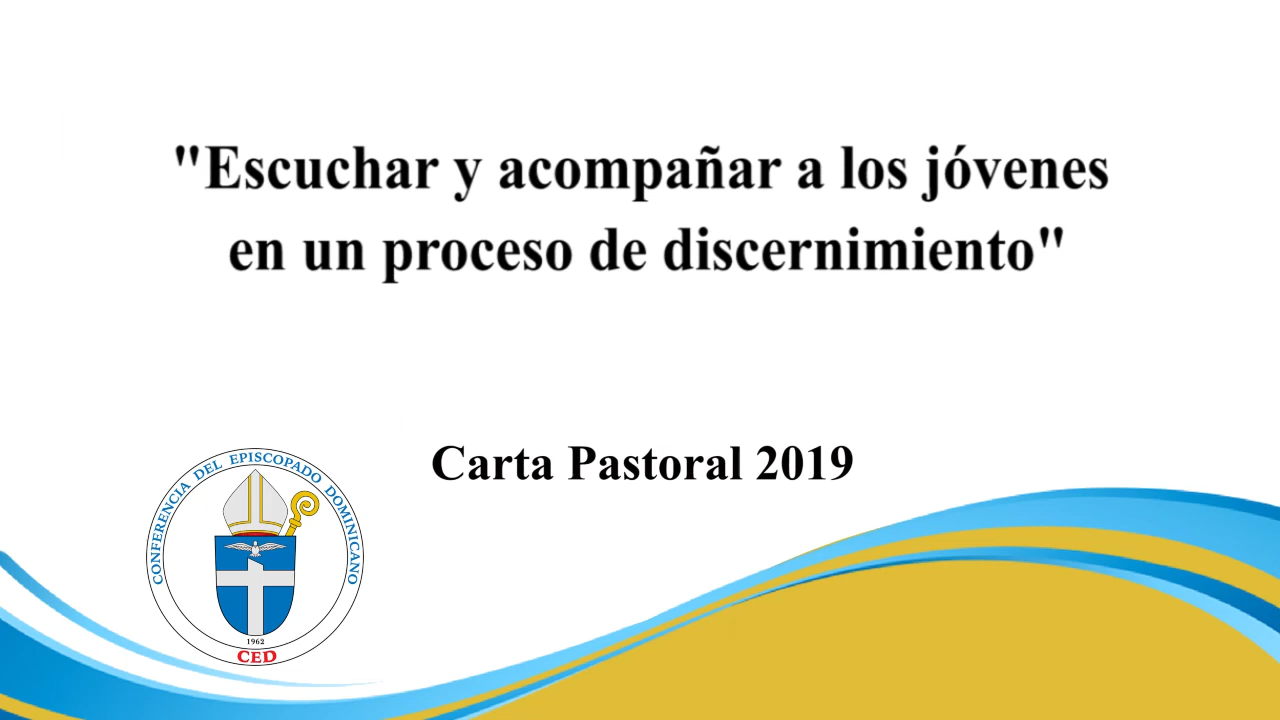 "Escuchar y acompañar a los jóvenes
en un proceso de discernimiento"
Carta Pastoral 2019
CONFERENCIA DEL EPISCOPADO DOMINICANO
1962
CED